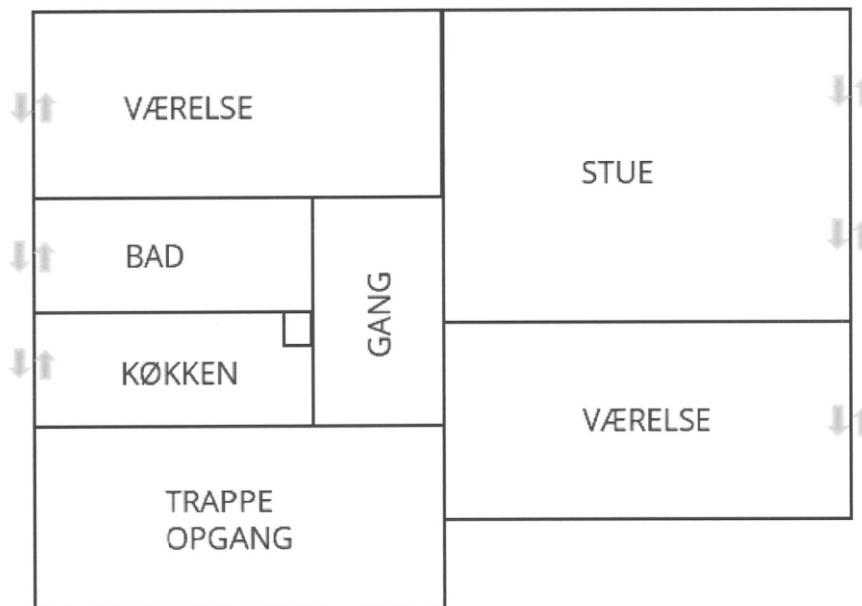 VÆRELSE
STUE
BAD
GANG
KØKKEN
VÆRELSE
TRAPPE
OPGANG